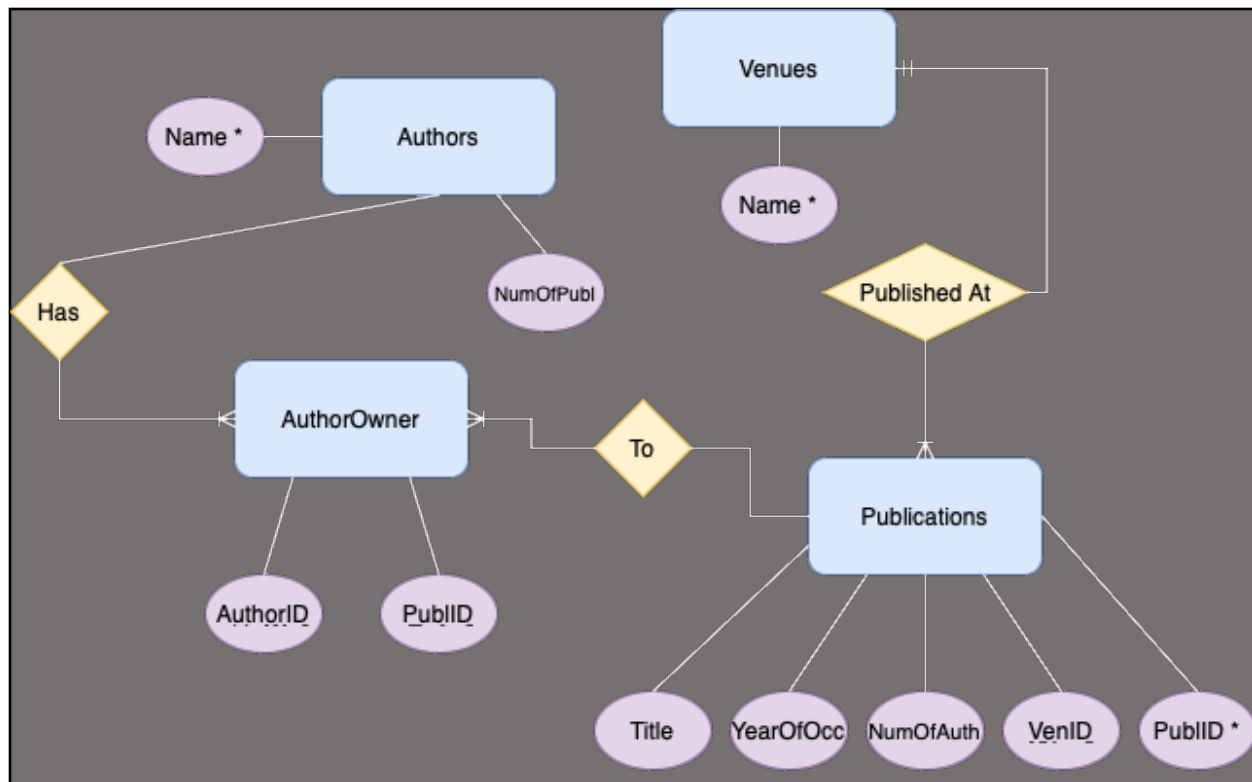 Venues
Authors
Name *
Name *
NumOfPubl
Published At
Has
AuthorOwner
To
Publications
AuthorID
PublID
Title
YearOfOcc
NumOfAuth
VenID
PublID *